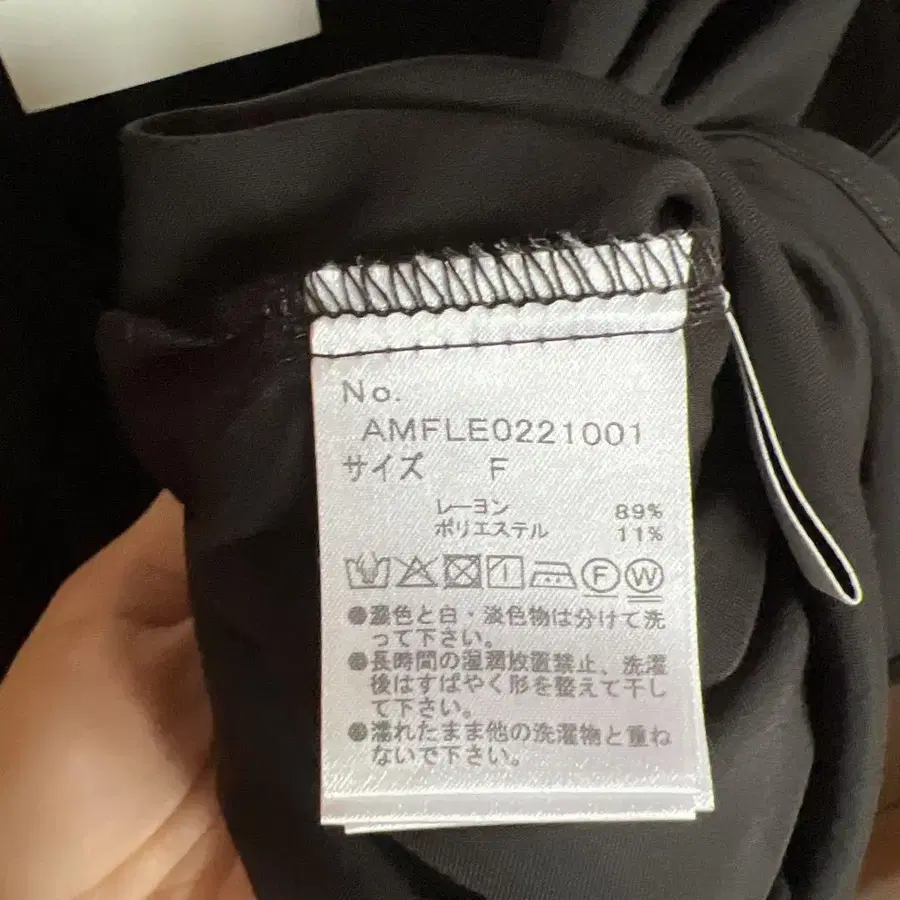 No.
AMFLE0221001
サイズ F
レーヨン 89%
ポリエステル 11%
F W
●濃色と白・淡色物は分けて洗
って下さい。
●長時間の湿潤放置禁止、洗濯
後はすばやく形を整えて干し
て下さい。
●濡れたまま他の洗濯物と重ね
ないで下さい。